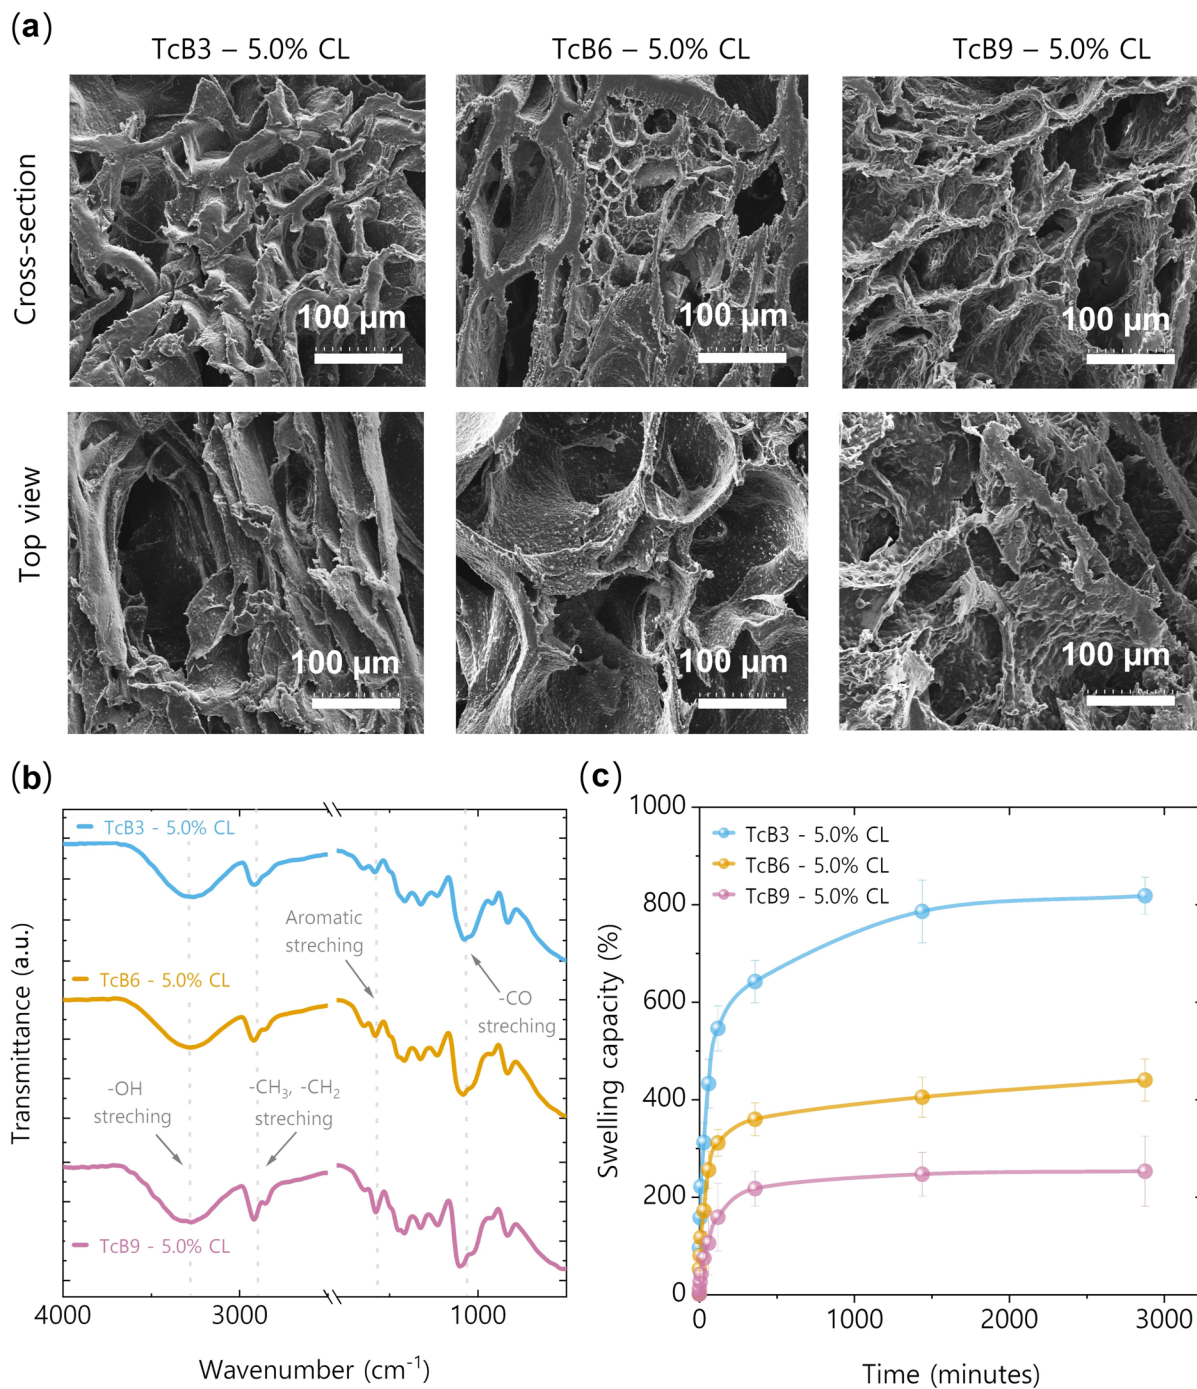 (a)
TcB3 – 5.0% CL
TcB6 – 5.0% CL
TcB9 – 5.0% CL
Cross-section
100 µm
100 µm
100 µm
Top view
100 µm
100 µm
100 µm
(b)
TcB3 - 5.0% CL
Aromatic
streching
TcB6 - 5.0% CL
-CO
streching
-OH
streching
-CH₃, -CH₂
streching
TcB9 - 5.0% CL
Transmittance (a.u.)
4000
3000
1000
Wavenumber (cm⁻¹)
(c)
1000
800
600
400
200
0
TcB3 - 5.0% CL
TcB6 - 5.0% CL
TcB9 - 5.0% CL
Swelling capacity (%)
0
1000
2000
3000
Time (minutes)